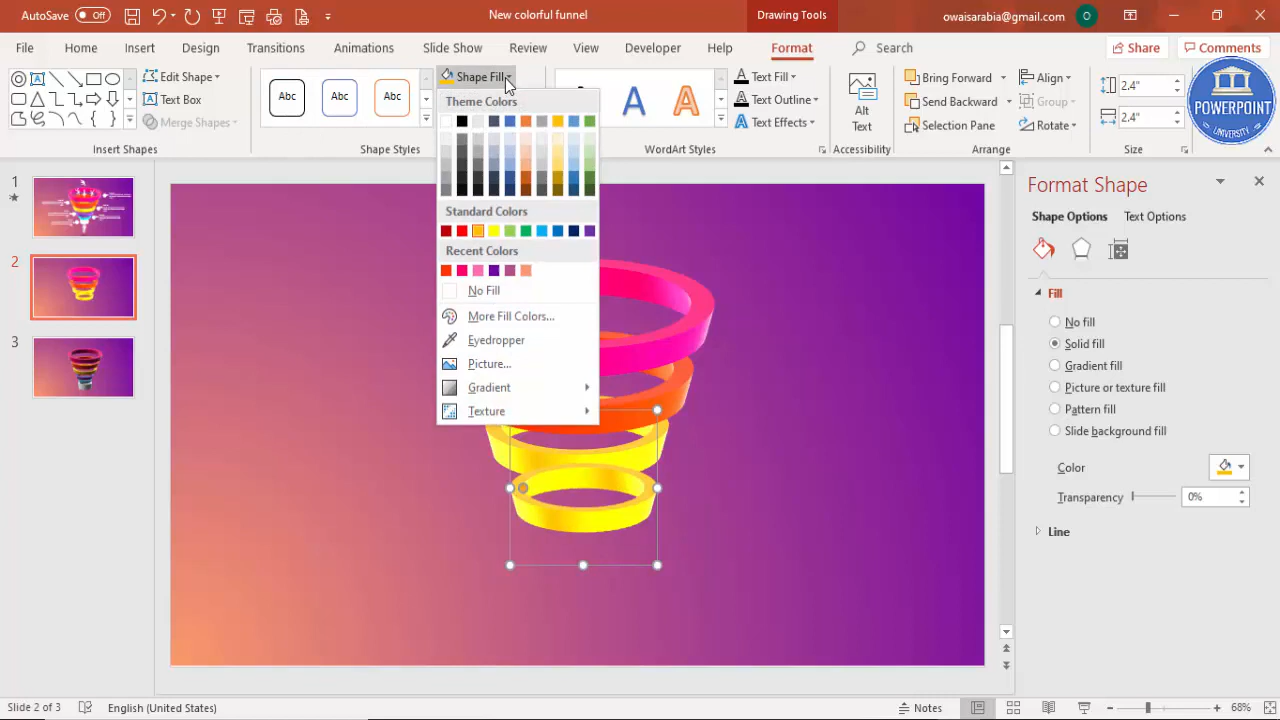 AutoSave Off
New colorful funnel
Drawing Tools
owaisarabia@gmail.com
O
File Home Insert Design Transitions Animations Slide Show Review View Developer Help Format Search
Share Comments
Edit Shape
Text Box
Merge Shapes
Insert Shapes
Abc Abc Abc
Shape Styles
Shape Fill
A A
Text Fill
Text Outline
Text Effects
WordArt Styles
Alt
Text
Accessibility
Bring Forward
Send Backward
Selection Pane
Align
Group
Rotate
Arrange
2.4"
2.4"
Size
POWERPOINT
UNIVERSITY
Theme Colors
Standard Colors
Recent Colors
No Fill
More Fill Colors...
Eyedropper
Picture...
Gradient
Texture
1
2
3
Format Shape
Shape Options Text Options
Fill
No fill
Solid fill
Gradient fill
Picture or texture fill
Pattern fill
Slide background fill
Color
Transparency 0%
Line
Slide 2 of 3 English (United States) Notes 68%